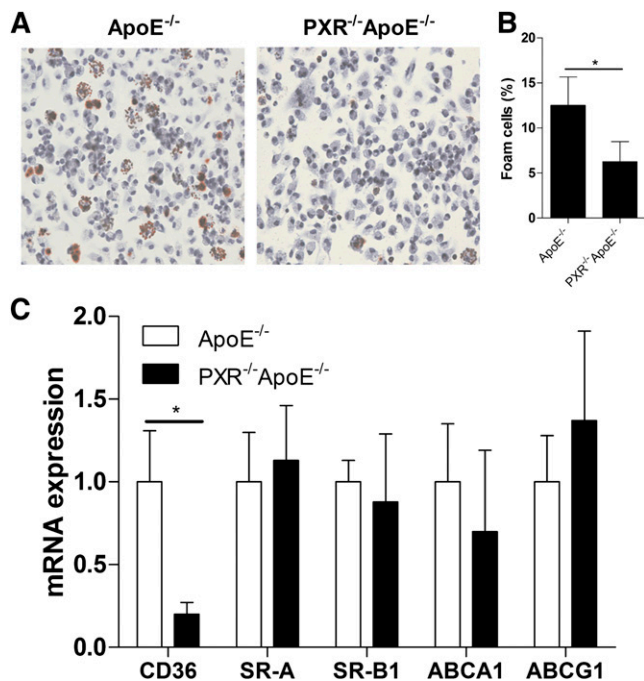 A
ApoE⁻/⁻
PXR⁻/⁻ApoE⁻/⁻
B
Foam cells (%)
20
15
10
5
0
*
ApoE⁻/⁻
PXR⁻/⁻ApoE⁻/⁻
C
mRNA expression
2.0
1.5
1.0
0.5
0.0
ApoE⁻/⁻
PXR⁻/⁻ApoE⁻/⁻
*
CD36 SR-A SR-B1 ABCA1 ABCG1